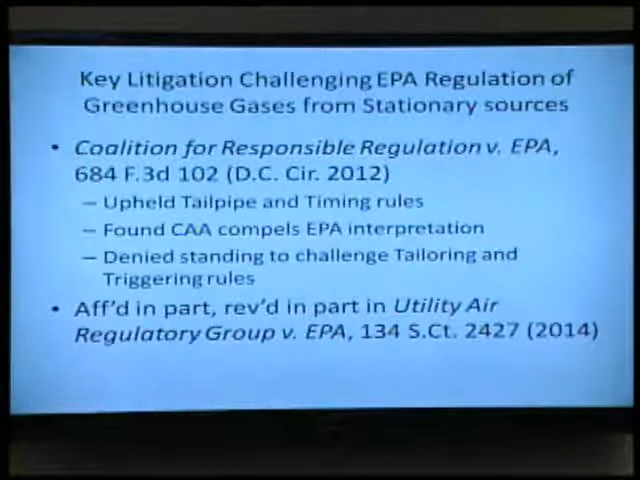 Key Litigation Challenging EPA Regulation of
Greenhouse Gases from Stationary sources
• Coalition for Responsible Regulation v. EPA,
684 F.3d 102 (D.C. Cir. 2012)
– Upheld Tailpipe and Timing rules
– Found CAA compels EPA interpretation
– Denied standing to challenge Tailoring and
Triggering rules
• Aff'd in part, rev'd in part in Utility Air
Regulatory Group v. EPA, 134 S.Ct. 2427 (2014)